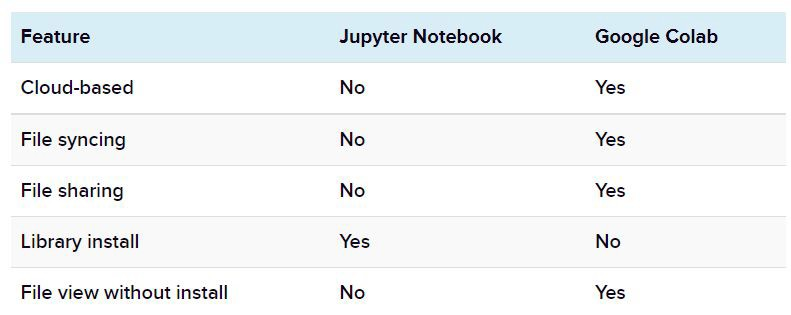 Feature Jupyter Notebook Google Colab
Cloud-based No Yes
File syncing No Yes
File sharing No Yes
Library install Yes No
File view without install No Yes